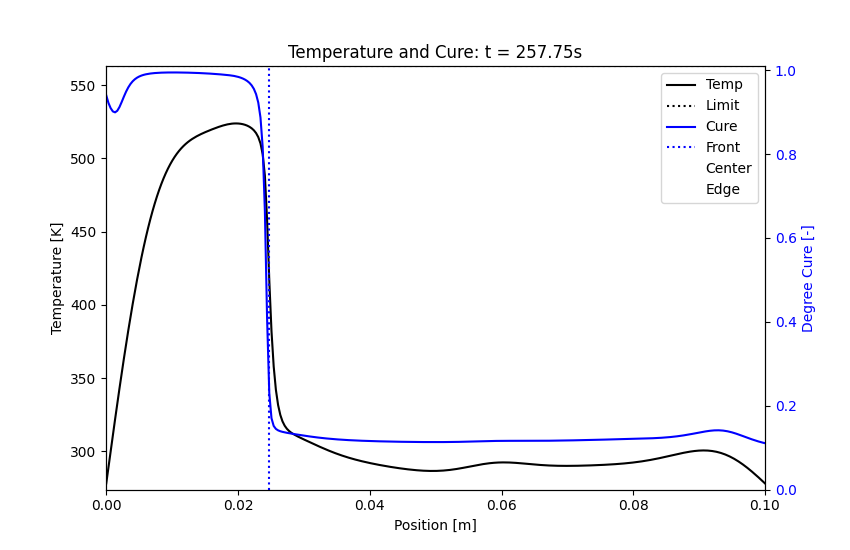 Temperature and Cure: t = 257.75s
Temperature [K]
550
500
450
400
350
300
1.0
0.8
0.6
0.4
0.2
0.0
Degree Cure [-]
Temp
Limit
Cure
Front
Center
Edge
0.00 0.02 0.04 0.06 0.08 0.10
Position [m]